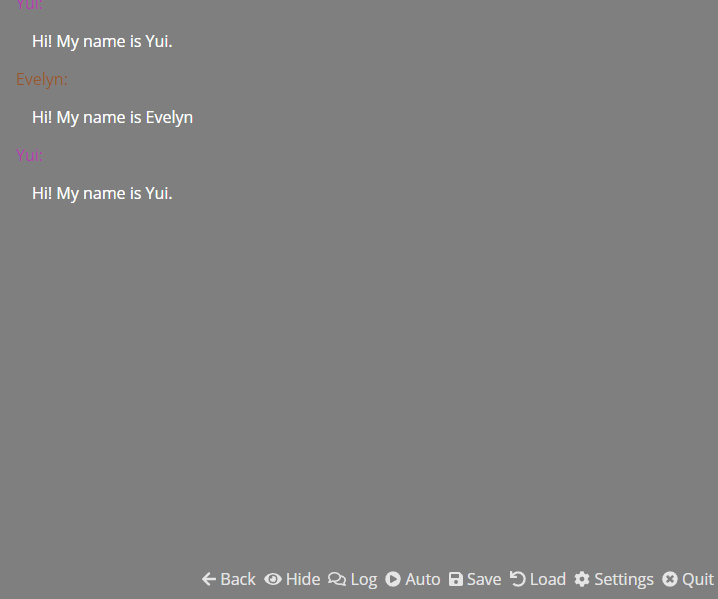 Yui:
Hi! My name is Yui.
Evelyn:
Hi! My name is Evelyn
Yui:
Hi! My name is Yui.
Back Hide Log Auto Save Load Settings Quit